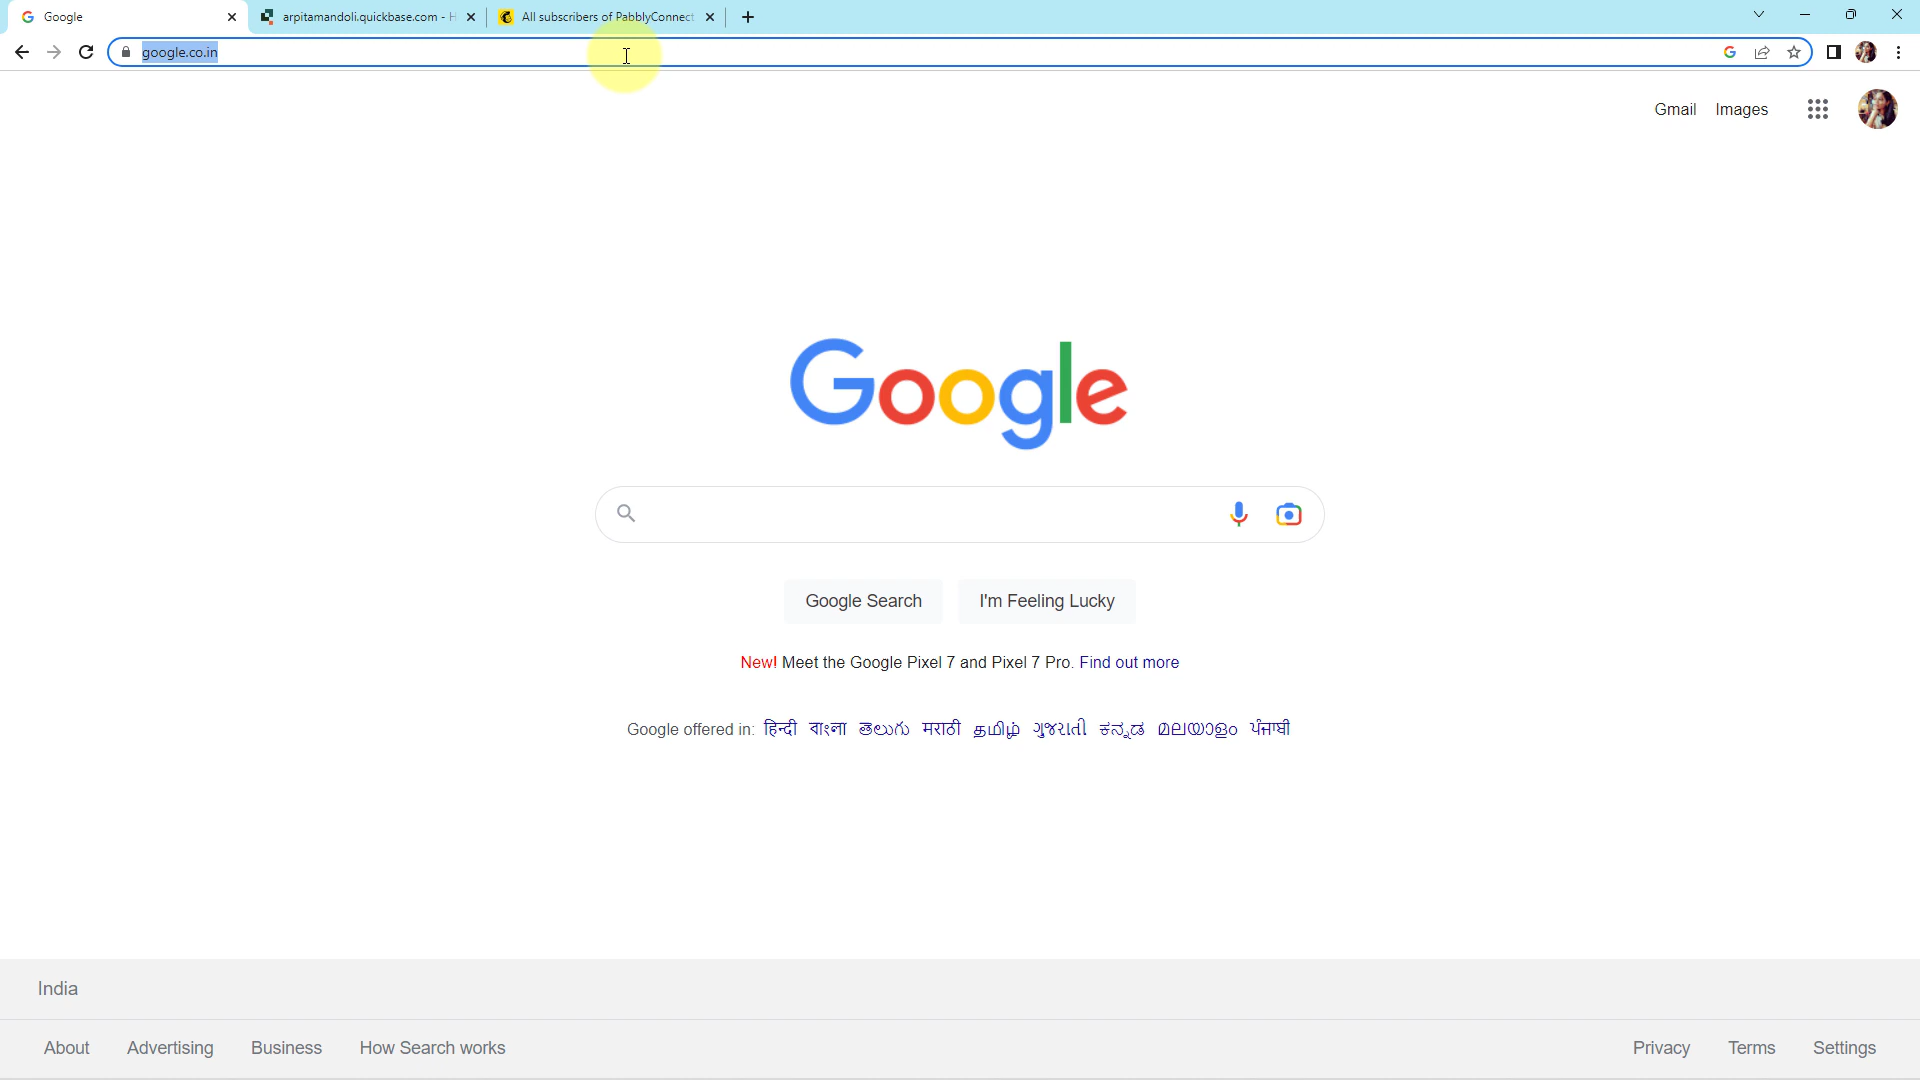 Google
arpitamandoli.quickbase.com - H
All subscribers of PabblyConnect
google.co.in
Gmail Images
Google
Google Search I'm Feeling Lucky
New! Meet the Google Pixel 7 and Pixel 7 Pro. Find out more
Google offered in: हिन्दी বাংলা తెలుగు मराठी தமிழ் ગુજરાતી ಕನ್ನಡ മലയാളം ਪੰਜਾਬੀ
India
About Advertising Business How Search works Privacy Terms Settings